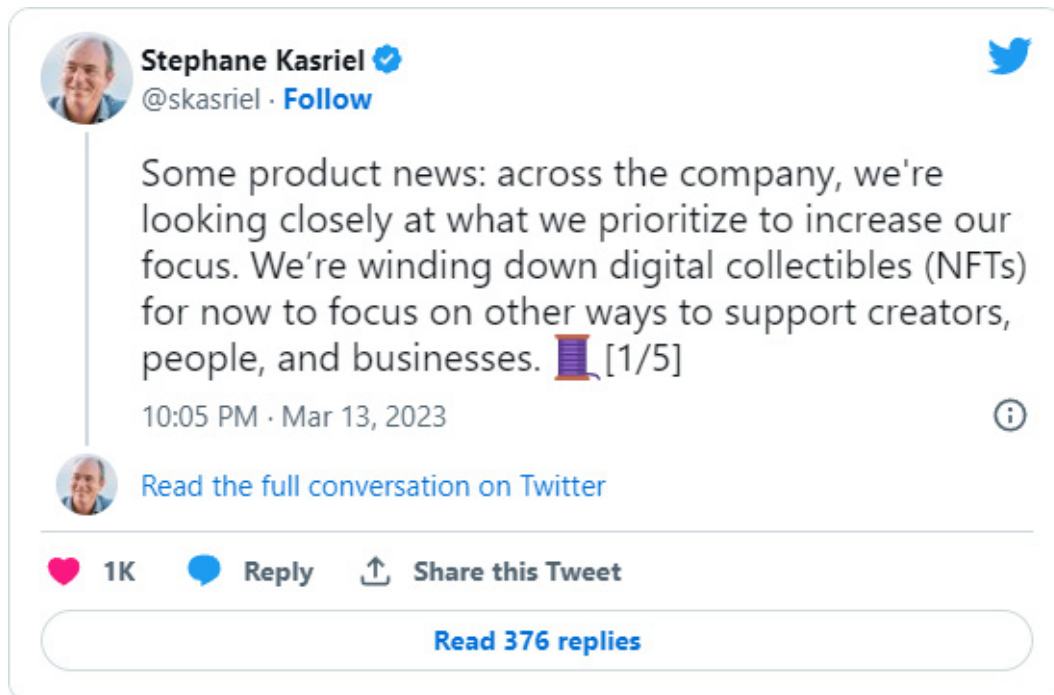 Stephane Kasriel
@skasriel · Follow
Some product news: across the company, we're
looking closely at what we prioritize to increase our
focus. We’re winding down digital collectibles (NFTs)
for now to focus on other ways to support creators,
people, and businesses. 🧵[1/5]
10:05 PM · Mar 13, 2023
Read the full conversation on Twitter
1K Reply Share this Tweet
Read 376 replies